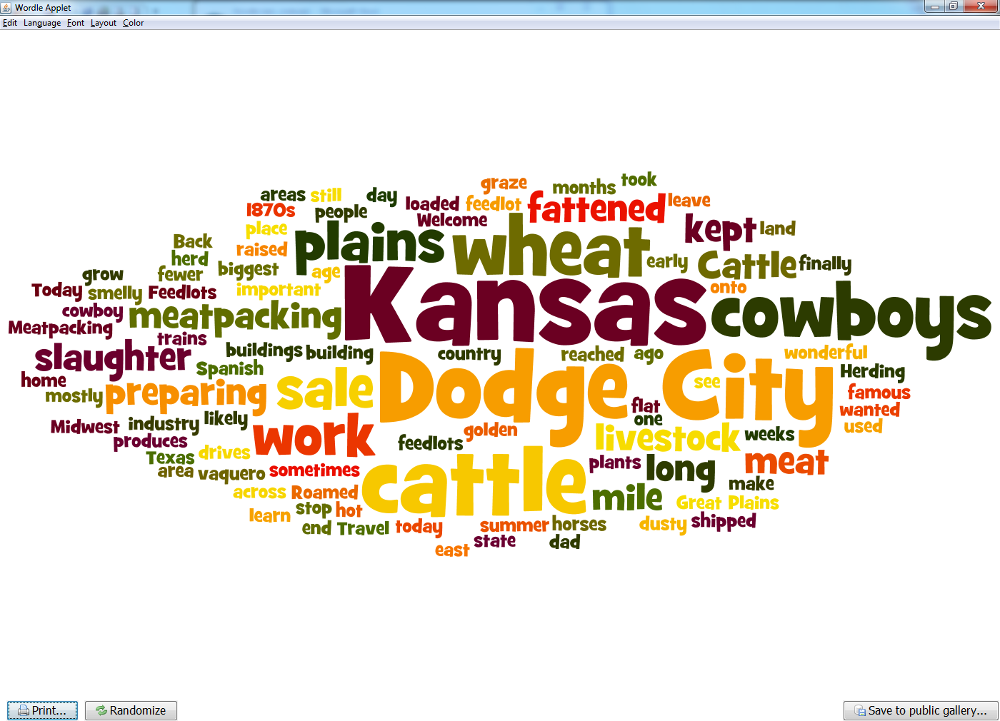 Wordle Applet
Edit Language Font Layout Color
graze months took
areas still day loaded feedlot fattened leave
1870s people Welcome kept land
place plains wheat
Back raised early Cattle finally
herd fewer biggest age Kansas onto
grow important cowboys
Today smelly Feedlots
cowboy meatpacking
Meatpacking trains
slaughter buildings building country reached ago wonderful
home Spanish sale Dodge City see Herding
mostly preparing famous
flat wanted
Midwest industry likely work one used
produces feedlots golden livestock weeks
Texas drives cattle plants long meat
area vaquero sometimes make
across Roamed mile Great Plains
learn stop hot dusty shipped
end Travel today summer horses
east state dad
Print... Randomize Save to public gallery...